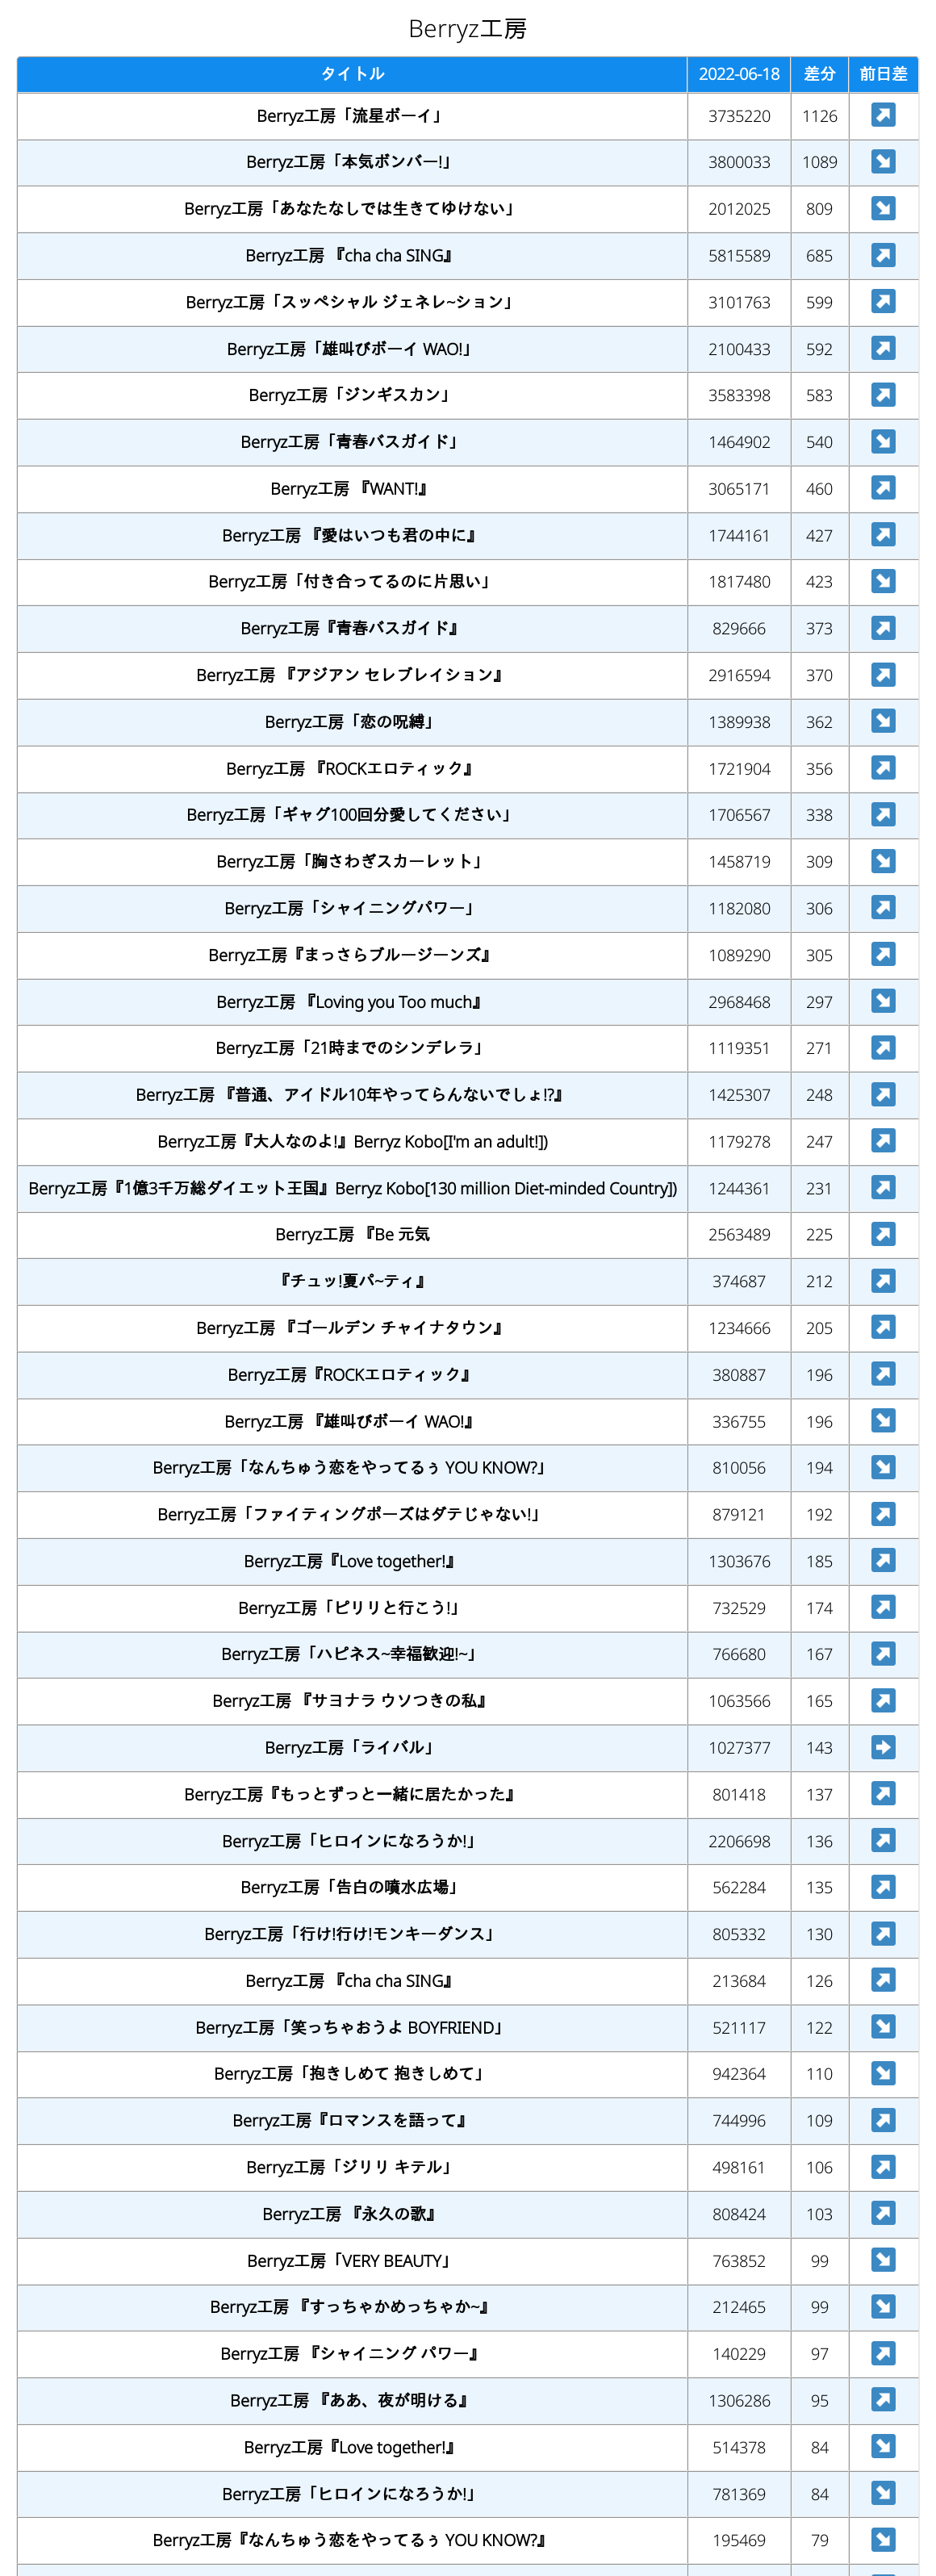 Berryz工房
タイトル 2022-06-18 差分 前日差
Berryz工房「流星ボーイ」 3735220 1126 ↗
Berryz工房「本気ボンバー!」 3800033 1089 ↘
Berryz工房「あなたなしでは生きてゆけない」 2012025 809 ↘
Berryz工房 『cha cha SING』 5815589 685 ↗
Berryz工房「スッペシャル ジェネレ~ション」 3101763 599 ↗
Berryz工房「雄叫びボーイ WAO!」 2100433 592 ↗
Berryz工房「ジンギスカン」 3583398 583 ↗
Berryz工房「青春バスガイド」 1464902 540 ↘
Berryz工房 『WANT!』 3065171 460 ↗
Berryz工房 『愛はいつも君の中に』 1744161 427 ↗
Berryz工房「付き合ってるのに片思い」 1817480 423 ↘
Berryz工房『青春バスガイド』 829666 373 ↗
Berryz工房 『アジアン セレブレイション』 2916594 370 ↗
Berryz工房「恋の呪縛」 1389938 362 ↘
Berryz工房 『ROCKエロティック』 1721904 356 ↗
Berryz工房「ギャグ100回分愛してください」 1706567 338 ↗
Berryz工房「胸さわぎスカーレット」 1458719 309 ↘
Berryz工房「シャイニングパワー」 1182080 306 ↗
Berryz工房『まっさらブルージーンズ』 1089290 305 ↗
Berryz工房 『Loving you Too much』 2968468 297 ↘
Berryz工房「21時までのシンデレラ」 1119351 271 ↗
Berryz工房 『普通、アイドル10年やってらんないでしょ!?』 1425307 248 ↗
Berryz工房『大人なのよ!』Berryz Kobo[I'm an adult!]) 1179278 247 ↗
Berryz工房『1億3千万総ダイエット王国』Berryz Kobo[130 million Diet-minded Country]) 1244361 231 ↗
Berryz工房 『Be 元気 2563489 225 ↗
『チュッ!夏パ~ティ』 374687 212 ↗
Berryz工房 『ゴールデン チャイナタウン』 1234666 205 ↗
Berryz工房『ROCKエロティック』 380887 196 ↗
Berryz工房 『雄叫びボーイ WAO!』 336755 196 ↘
Berryz工房「なんちゅう恋をやってるぅ YOU KNOW?」 810056 194 ↘
Berryz工房「ファイティングポーズはダテじゃない!」 879121 192 ↗
Berryz工房『Love together!』 1303676 185 ↗
Berryz工房「ピリリと行こう!」 732529 174 ↗
Berryz工房「ハピネス~幸福歓迎!~」 766680 167 ↗
Berryz工房 『サヨナラ ウソつきの私』 1063566 165 ↗
Berryz工房「ライバル」 1027377 143 ➡
Berryz工房『もっとずっと一緒に居たかった』 801418 137 ↗
Berryz工房「ヒロインになろうか!」 2206698 136 ↗
Berryz工房「告白の噴水広場」 562284 135 ↗
Berryz工房「行け!行け!モンキーダンス」 805332 130 ↗
Berryz工房 『cha cha SING』 213684 126 ↗
Berryz工房「笑っちゃおうよ BOYFRIEND」 521117 122 ↘
Berryz工房「抱きしめて 抱きしめて」 942364 110 ↘
Berryz工房『ロマンスを語って』 744996 109 ↗
Berryz工房「ジリリ キテル」 498161 106 ↗
Berryz工房 『永久の歌』 808424 103 ↗
Berryz工房「VERY BEAUTY」 763852 99 ↘
Berryz工房 『すっちゃかめっちゃか~』 212465 99 ↘
Berryz工房 『シャイニング パワー』 140229 97 ↗
Berryz工房 『ああ、夜が明ける』 1306286 95 ↗
Berryz工房『Love together!』 514378 84 ↘
Berryz工房「ヒロインになろうか!」 781369 84 ↘
Berryz工房『なんちゅう恋をやってるぅ YOU KNOW?』 195469 79 ↘